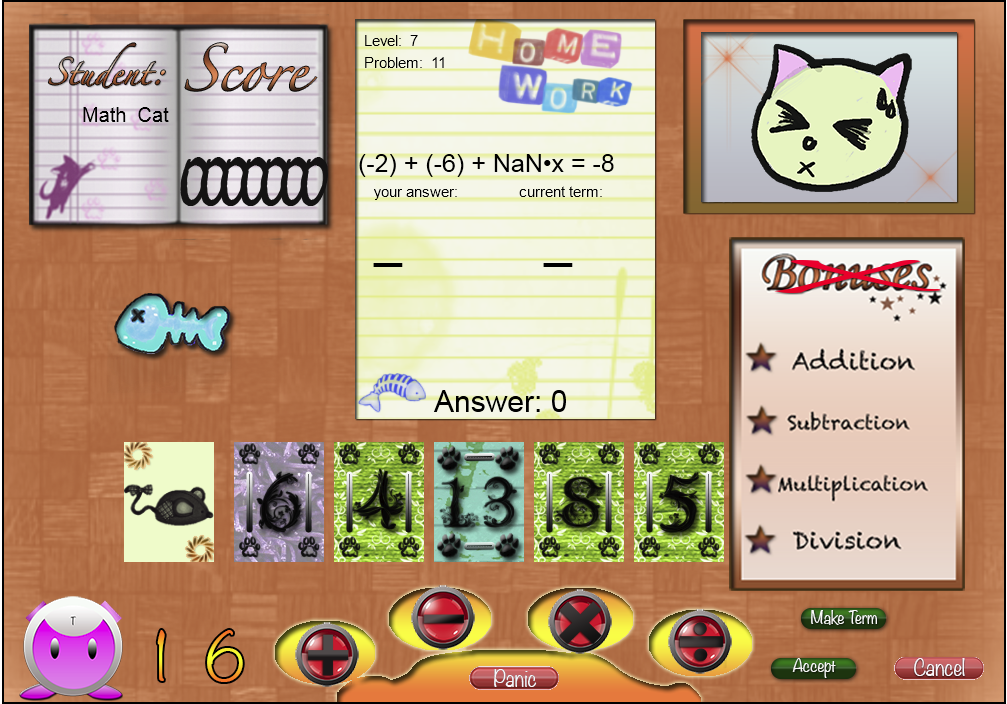 Student:
Math Cat
Score
0000000
Level: 7
Problem: 11
HOME
WORK
(-2) + (-6) + NaN•x = -8
your answer: current term:
— —
Answer: 0
Bonuses
Addition
Subtraction
Multiplication
Division
6 4 13 8 5
T
1 6
+ − × ÷
Panic
Make Term
Accept
Cancel